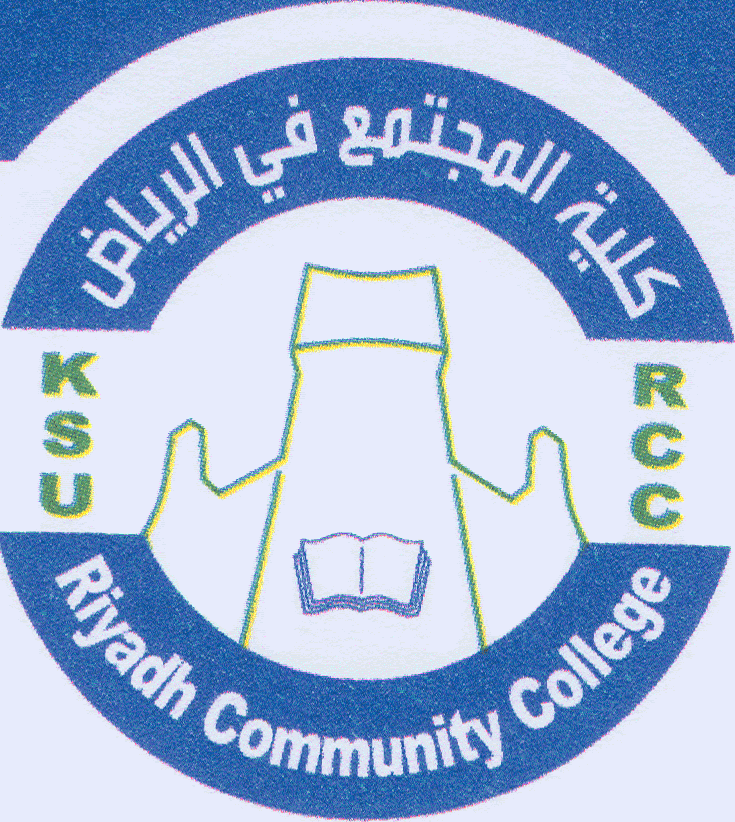 كلية المجتمع في الرياض
KSU
RCC
Riyadh Community College